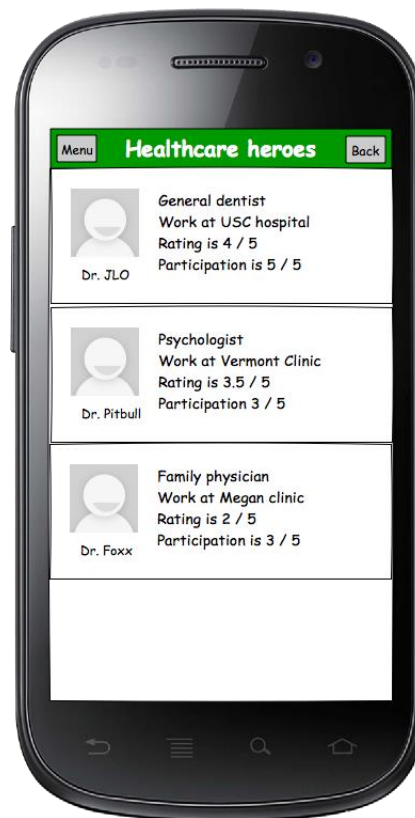 Menu
Healthcare heroes
Back
General dentist
Work at USC hospital
Rating is 4 / 5
Participation is 5 / 5
Dr. JLO
Psychologist
Work at Vermont Clinic
Rating is 3.5 / 5
Participation 3 / 5
Dr. Pitbull
Family physician
Work at Megan clinic
Rating is 2 / 5
Participation is 3 / 5
Dr. Foxx